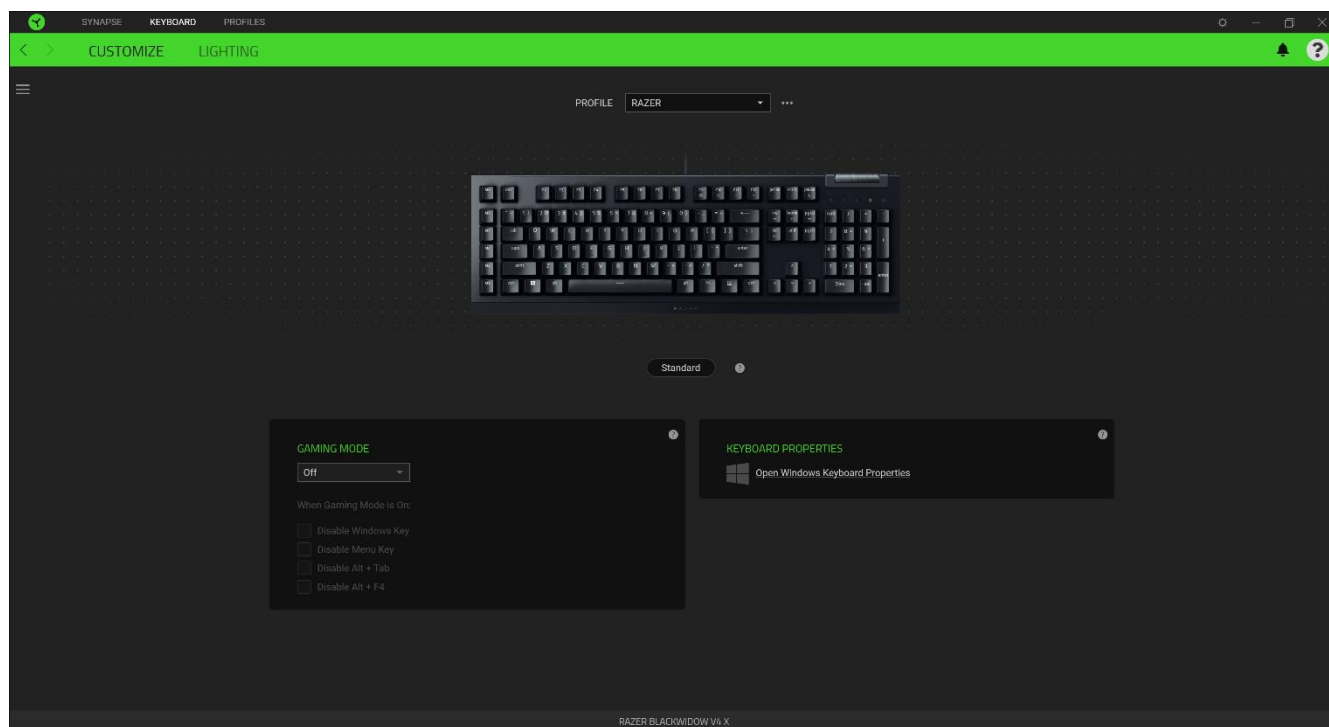 SYNAPSE KEYBOARD PROFILES
CUSTOMIZE LIGHTING
PROFILE RAZER
Standard
GAMING MODE
Off
When Gaming Mode is On:
Disable Windows Key
Disable Menu Key
Disable Alt + Tab
Disable Alt + F4
KEYBOARD PROPERTIES
Open Windows Keyboard Properties
RAZER BLACKWIDOW V4 X